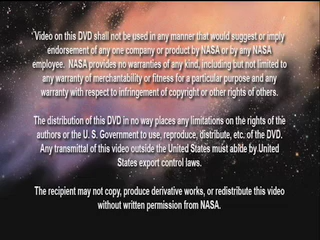 Video on this DVD shall not be used in any manner that would suggest or imply
endorsement of any one company or product by NASA or by any NASA
employee. NASA provides no warranties of any kind, including but not limited to
any warranty of merchantability or fitness for a particular purpose and any
warranty with respect to infringement of copyright or other rights of others.
The distribution of this DVD in no way places any limitations on the rights of the
authors or the U. S. Government to use, reproduce, distribute, etc. of the DVD.
Any transmittal of this video outside the United States must abide by United
States export control laws.
The recipient may not copy, produce derivative works, or redistribute this video
without written permission from NASA.